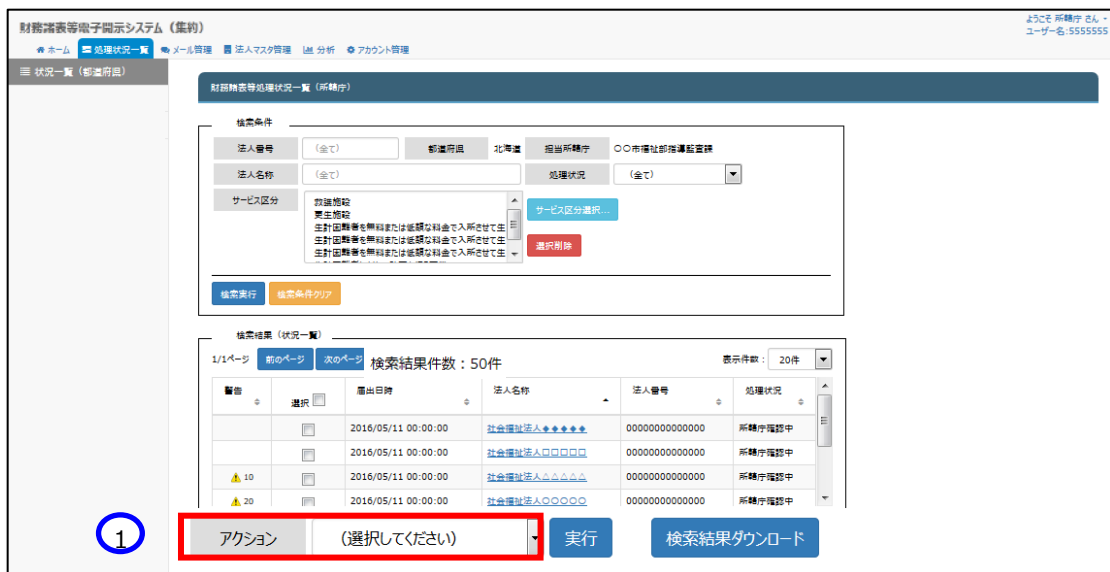 財務諸表等電子開示システム（集約）
ようこそ 所轄庁 さん
ユーザー名:5555555
ホーム 処理状況一覧 メール管理 法人マスタ管理 分析 アカウント管理
状況一覧（都道府県）
財務諸表等処理状況一覧（所轄庁）
検索条件
法人番号 （全て） 都道府県 北海道 担当所轄庁 〇〇市福祉部指導監査課
法人名称 （全て） 処理状況 （全て）
サービス区分
救護施設
更生施設
生計困難者を無料または低額な料金で入所させて生
生計困難者を無料または低額な料金で入所させて生
生計困難者を無料または低額な料金で入所させて生
サービス区分選択...
選択削除
検索実行 検索条件クリア
検索結果（状況一覧）
1/1ページ 前のページ 次のページ 検索結果件数：50件 表示件数： 20件
警告 選択 届出日時 法人名称 法人番号 処理状況
2016/05/11 00:00:00 社会福祉法人◆◆◆◆◆ 00000000000000 所轄庁確認中
2016/05/11 00:00:00 社会福祉法人□□□□□ 00000000000000 所轄庁確認中
10 2016/05/11 00:00:00 社会福祉法人△△△△△ 00000000000000 所轄庁確認中
20 2016/05/11 00:00:00 社会福祉法人〇〇〇〇〇 00000000000000 所轄庁確認中
1 アクション （選択してください） 実行 検索結果ダウンロード